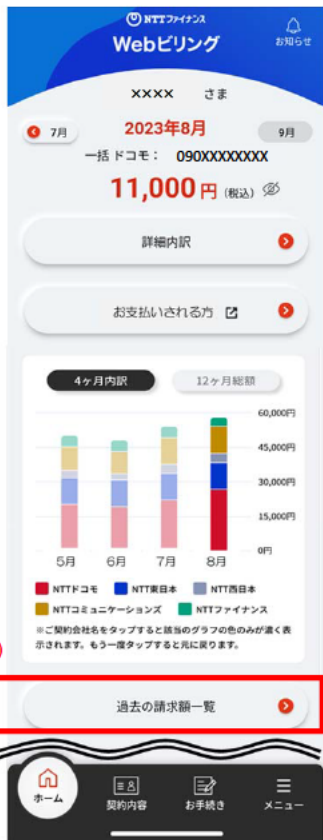 NTTファイナンス
Webビリング
お知らせ
×××× さま
7月
2023年8月
9月
一括 ドコモ： 090XXXXXXXX
11,000 円 (税込)
詳細内訳
お支払いされる方
4ヶ月内訳
12ヶ月総額
60,000円
45,000円
30,000円
15,000円
0円
5月 6月 7月 8月
NTTドコモ NTT東日本 NTT西日本
NTTコミュニケーションズ NTTファイナンス
※ご契約会社名をタップすると該当のグラフの色のみが濃く表
示されます。もう一度タップすると元に戻ります。
過去の請求額一覧
ホーム
契約内容
お手続き
メニュー